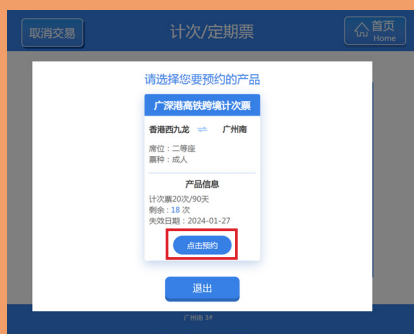 取消交易
计次/定期票
首页
Home
请选择您要预约的产品
广深港高铁跨境计次票
香港西九龙 ⇌ 广州南
席位：二等座
票种：成人
产品信息
计次票20次/90天
剩余：18 次
失效日期：2024-01-27
点击预约
退出
广州南 3#